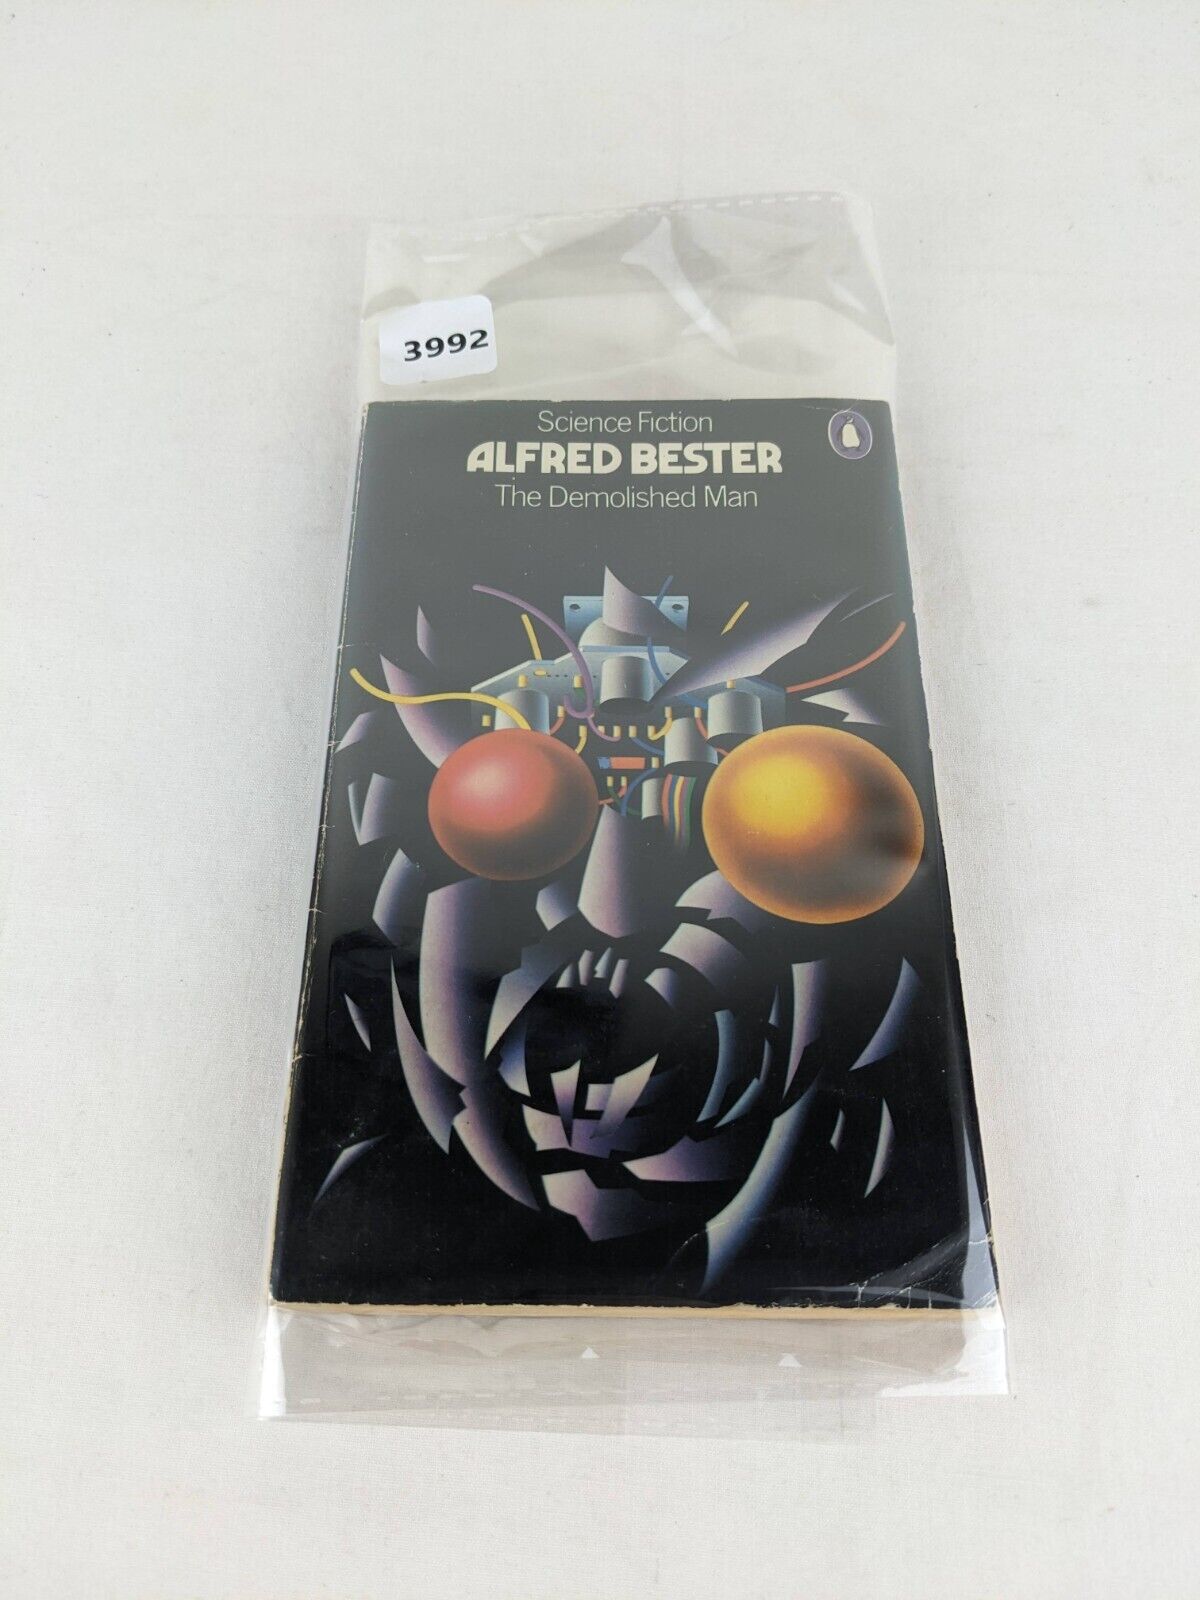 3992
Science Fiction
ALFRED BESTER
The Demolished Man